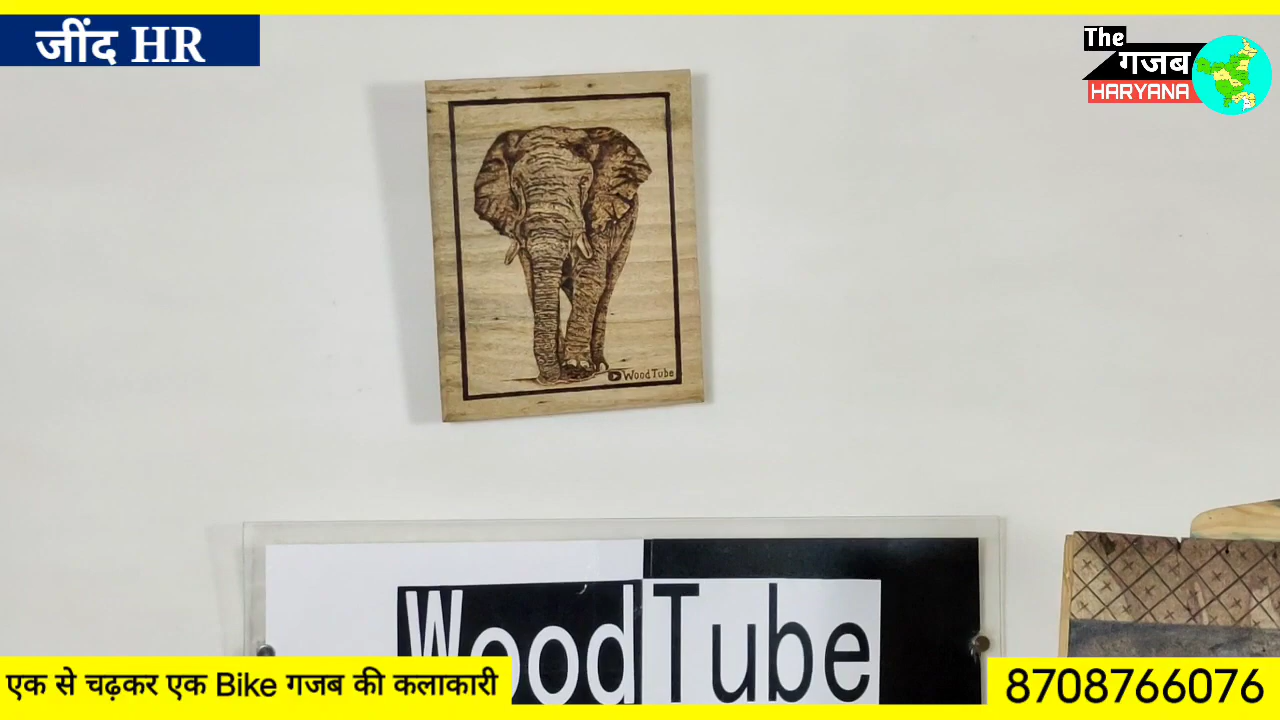 जींद HR
The
गजब
HARYANA
WoodTube
WoodTube
एक से चढ़कर एक Bike गजब की कलाकारी
8708766076